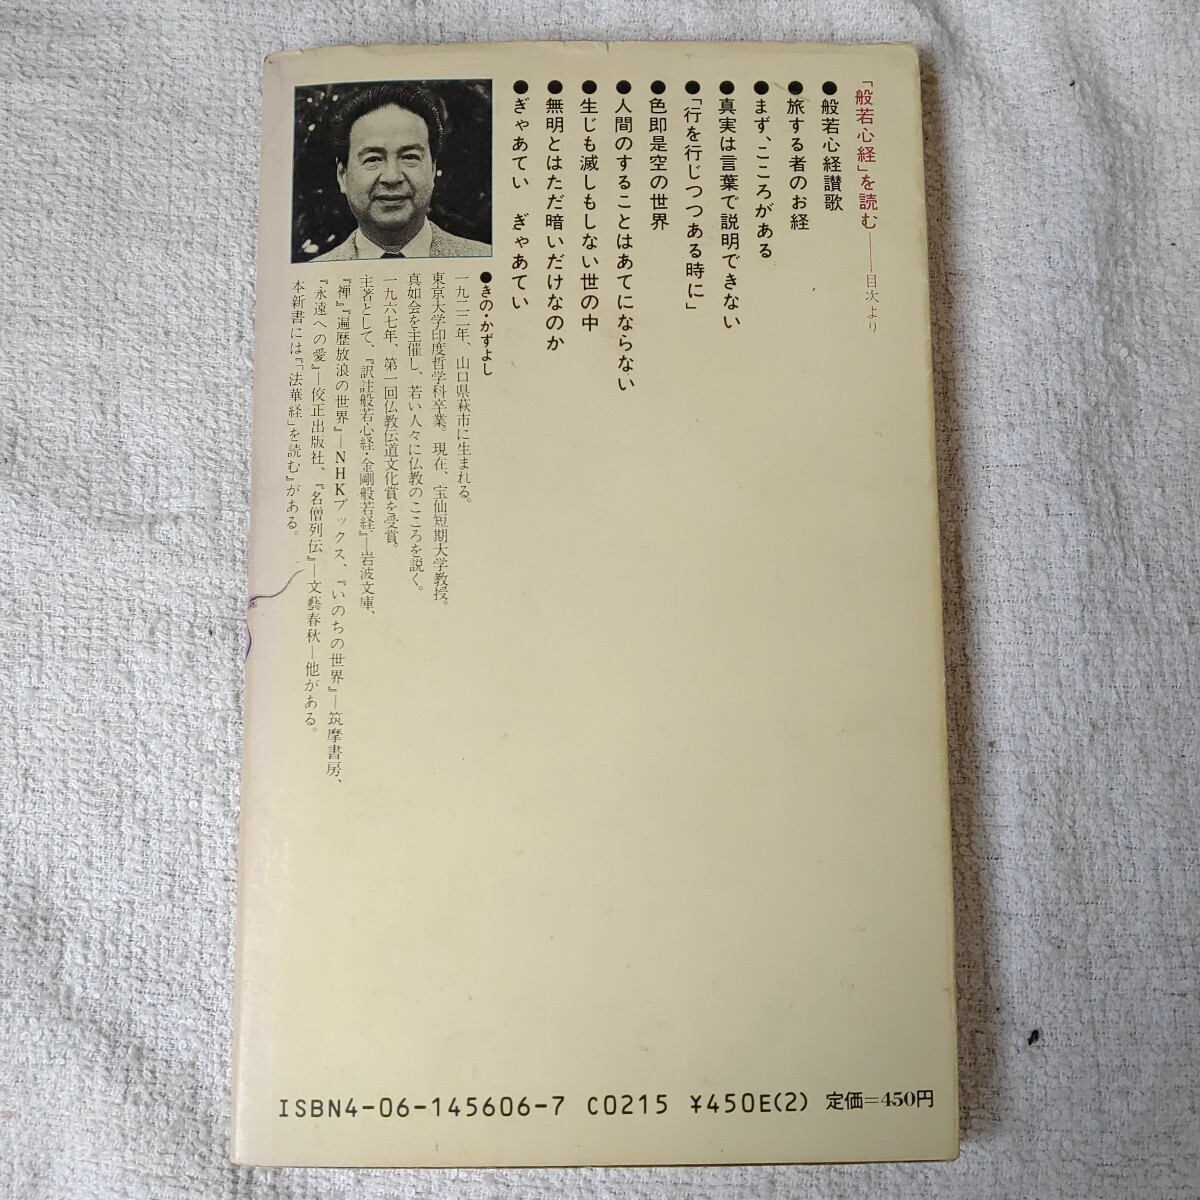 「般若心経」を読む――目次より
●般若心経讃歌
●旅する者のお経
●まず、こころがある
●真実は言葉で説明できない
●「行を行じつつある時に」
●色即是空の世界
●人間のすることはあてにならない
●生じも滅しもしない世の中
●無明とはただ暗いだけなのか
●ぎゃあてい　ぎゃあてい
●きの・かずよし
一九二二年、山口県萩市に生まれる。
東京大学印度哲学科卒業。現在、宝仙短期大学教授。
真如会を主催し、若い人々に仏教のこころを説く。
一九六七年、第一回仏教伝道文化賞を受賞。
主著として、『訳註般若心経・金剛般若経』―岩波文庫、
『禅』『遍歴放浪の世界』―NHKブックス、『いのちの世界』―筑摩書房、
『永遠への愛』―佼正出版社、『名僧列伝』―文藝春秋―他がある。
本新書には『「法華経」を読む』がある。
ISBN4-06-145606-7 C0215 ¥450E(2) 定価=450円